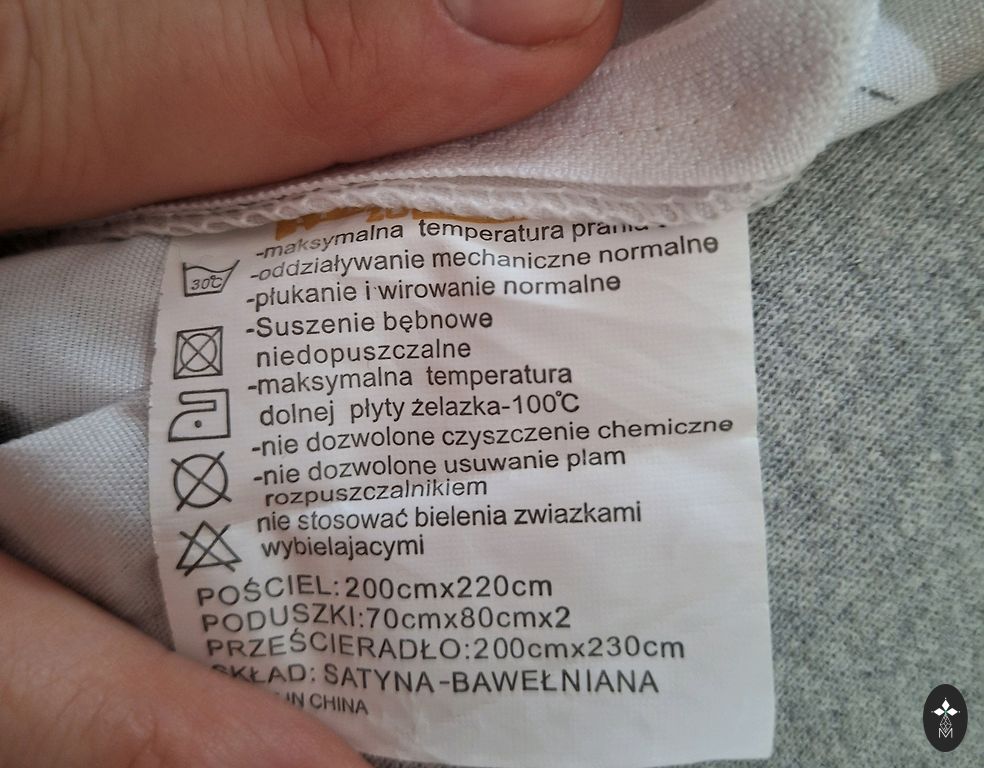 -maksymalna temperatura prania
30℃ -oddziaływanie mechaniczne normalne
-płukanie i wirowanie normalne
-Suszenie bębnowe
niedopuszczalne
-maksymalna temperatura
dolnej płyty żelazka-100℃
-nie dozwolone czyszczenie chemiczne
-nie dozwolone usuwanie plam
rozpuszczalnikiem
nie stosować bielenia zwiazkami
wybielajacymi
POŚCIEL:200cmx220cm
PODUSZKI:70cmx80cmx2
PRZEŚCIERADŁO:200cmx230cm
SKŁAD: SATYNA-BAWEŁNIANA
IN CHINA
M